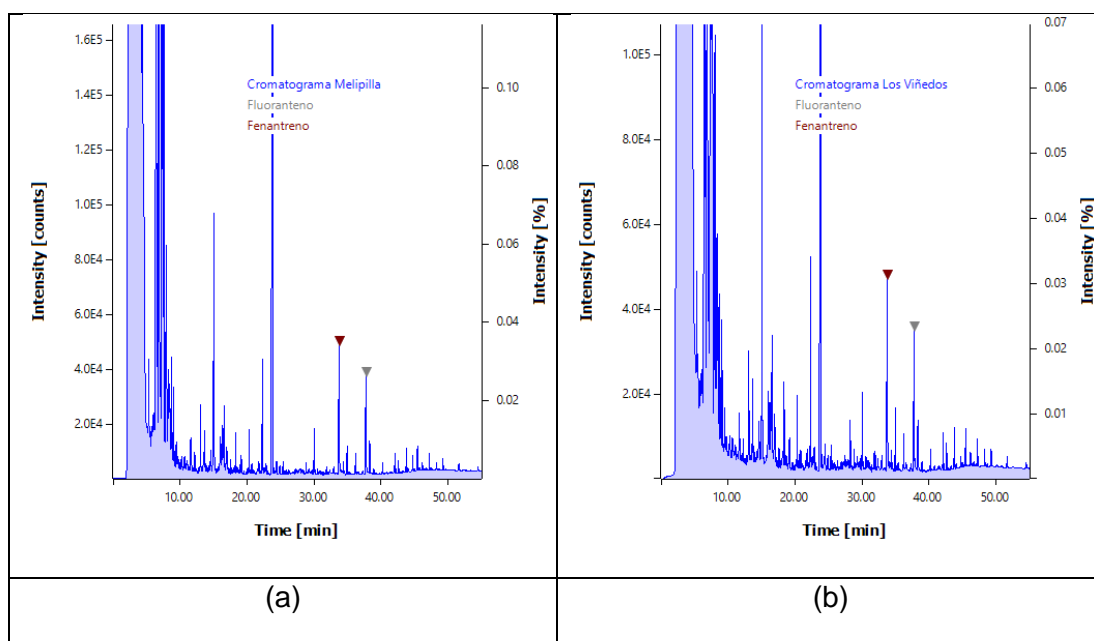 1.6E5
1.4E5
1.2E5
1.0E5
8.0E4
6.0E4
4.0E4
2.0E4
Intensity [counts]
Cromatograma Melipilla
Fluoranteno
Fenantreno
0.10
0.08
0.06
0.04
0.02
Intensity [%]
10.00 20.00 30.00 40.00 50.00
Time [min]
(a)
1.0E5
8.0E4
6.0E4
4.0E4
2.0E4
Intensity [counts]
Cromatograma Los Viñedos
Fluoranteno
Fenantreno
0.07
0.06
0.05
0.04
0.03
0.02
0.01
Intensity [%]
10.00 20.00 30.00 40.00 50.00
Time [min]
(b)